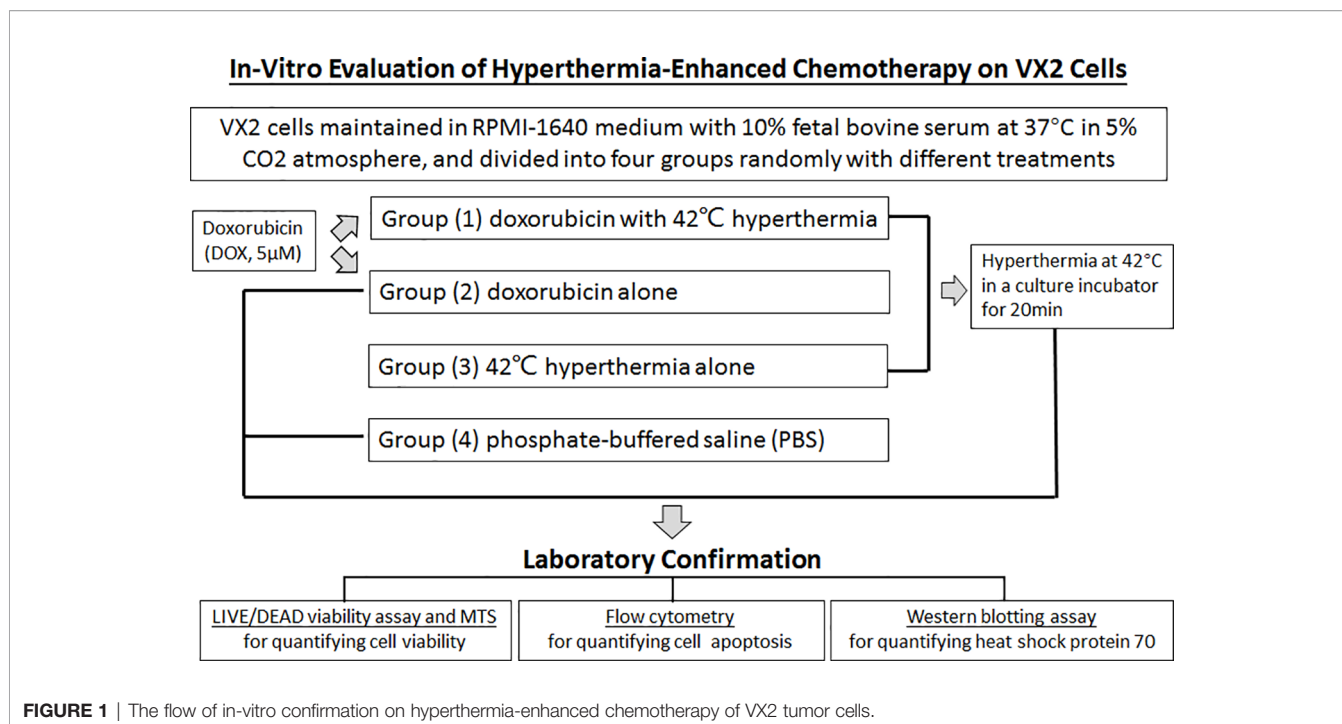 In-Vitro Evaluation of Hyperthermia-Enhanced Chemotherapy on VX2 Cells
VX2 cells maintained in RPMI-1640 medium with 10% fetal bovine serum at 37°C in 5%
CO2 atmosphere, and divided into four groups randomly with different treatments
Doxorubicin
(DOX, 5μM)
Group (1) doxorubicin with 42℃ hyperthermia
Group (2) doxorubicin alone
Group (3) 42℃ hyperthermia alone
Group (4) phosphate-buffered saline (PBS)
Hyperthermia at 42°C
in a culture incubator
for 20min
Laboratory Confirmation
LIVE/DEAD viability assay and MTS
for quantifying cell viability
Flow cytometry
for quantifying cell apoptosis
Western blotting assay
for quantifying heat shock protein 70
FIGURE 1 | The flow of in-vitro confirmation on hyperthermia-enhanced chemotherapy of VX2 tumor cells.